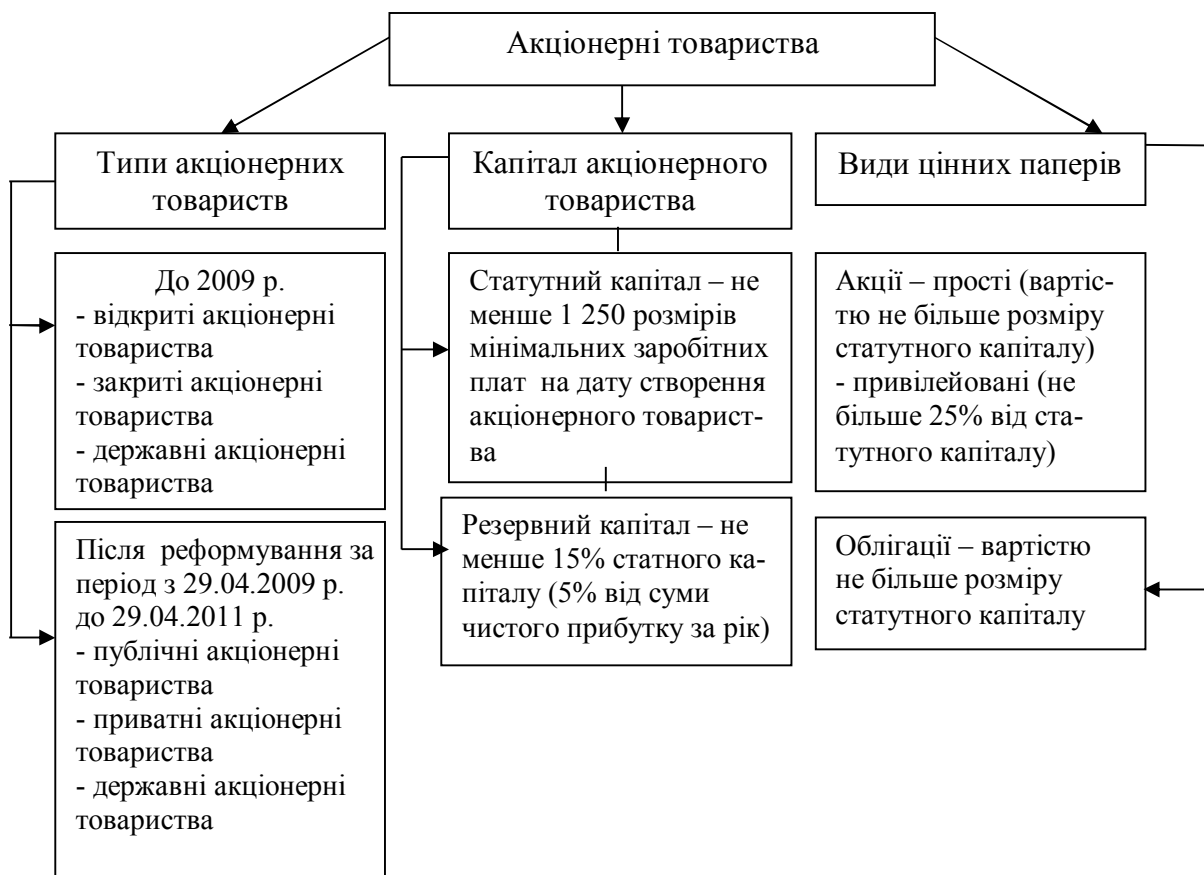 Акціонерні товариства
Типи акціонерних
товариств
До 2009 р.
- відкриті акціонерні
товариства
- закриті акціонерні
товариства
- державні акціонерні
товариства
Після реформування за
період з 29.04.2009 р.
до 29.04.2011 р.
- публічні акціонерні
товариства
- приватні акціонерні
товариства
- державні акціонерні
товариства
Капітал акціонерного
товариства
Статутний капітал – не
менше 1 250 розмірів
мінімальних заробітних
плат на дату створення
акціонерного товарист-
ва
Резервний капітал – не
менше 15% статного ка-
піталу (5% від суми
чистого прибутку за рік)
Види цінних паперів
Акції – прості (вартіс-
тю не більше розміру
статутного капіталу)
- привілейовані (не
більше 25% від ста-
тутного капіталу)
Облігації – вартістю
не більше розміру
статутного капіталу